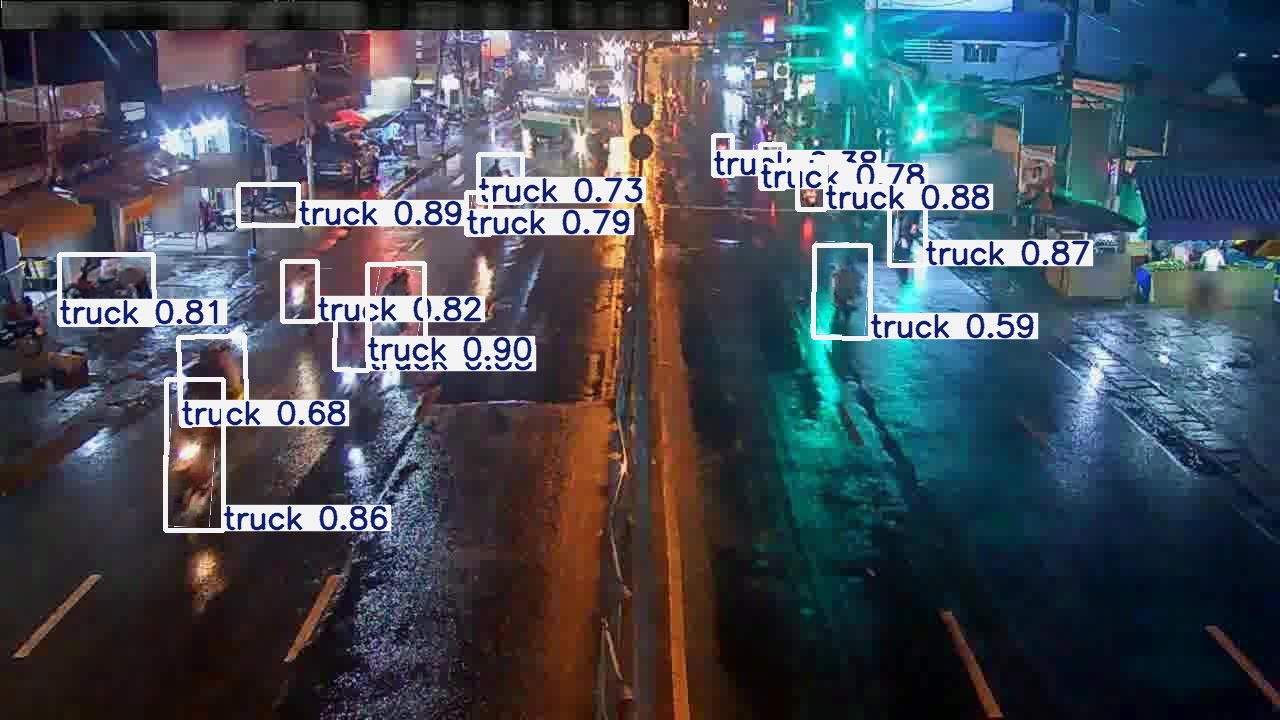 truck 0.38
truck 0.78
truck 0.73
truck 0.88
truck 0.89
truck 0.79
truck 0.87
truck 0.81
truck 0.82
truck 0.59
truck 0.90
truck 0.68
truck 0.86